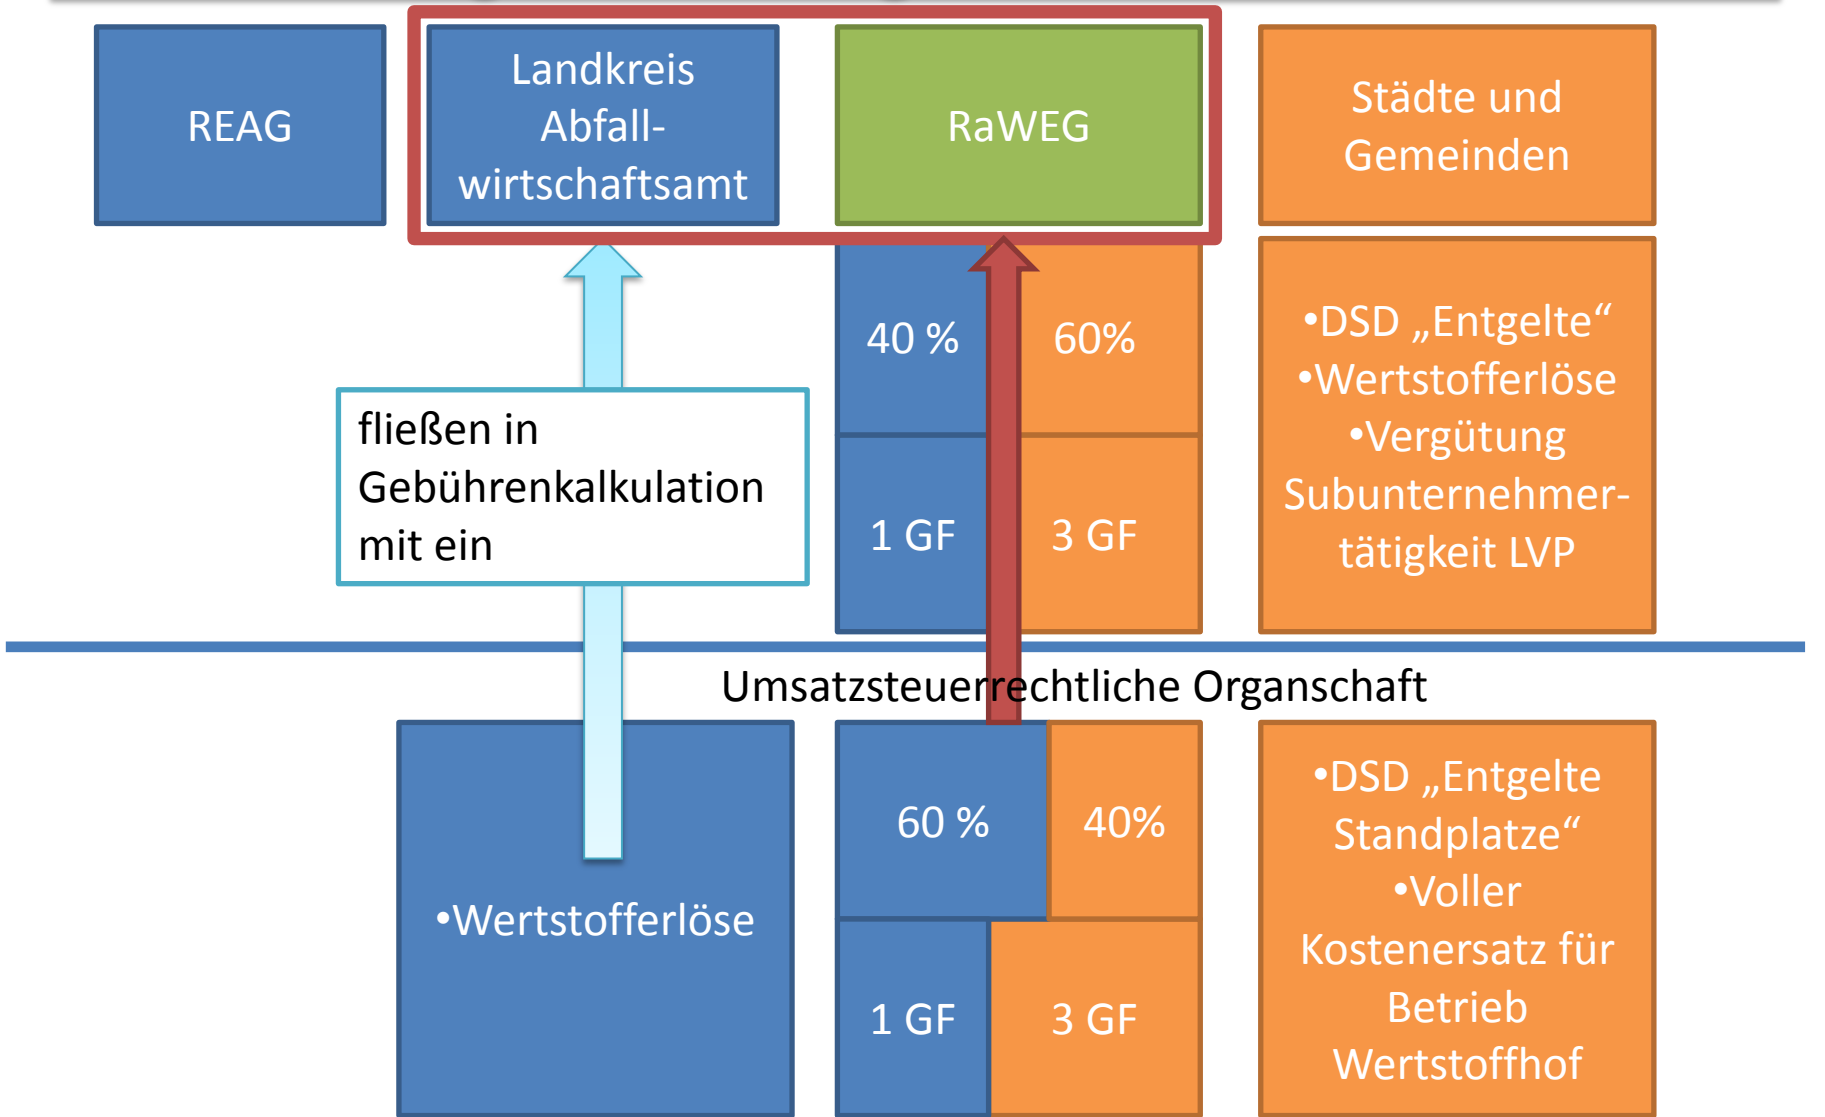 REAG
Landkreis
Abfall-
wirtschaftsamt
RaWEG
Städte und
Gemeinden
40 %
60%
1 GF
3 GF
•DSD „Entgelte“
•Wertstofferlöse
•Vergütung
Subunternehmer-
tätigkeit LVP
fließen in
Gebührenkalkulation
mit ein
Umsatzsteuerrechtliche Organschaft
•Wertstofferlöse
60 %
40%
1 GF
3 GF
•DSD „Entgelte
Standplatze“
•Voller
Kostenersatz für
Betrieb
Wertstoffhof